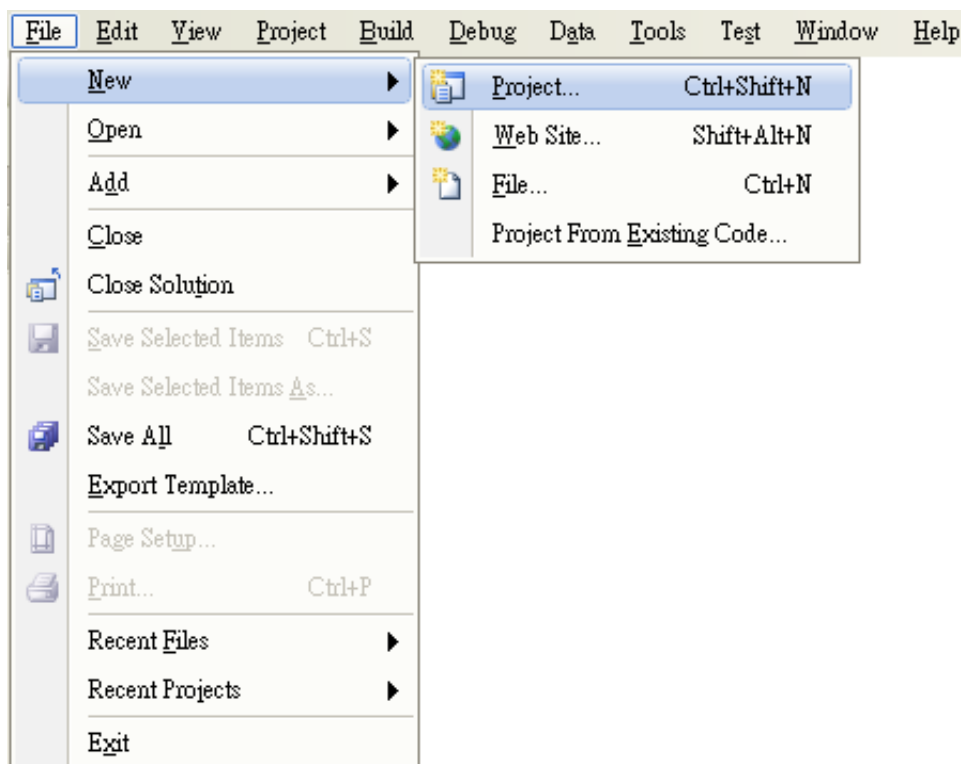 File Edit View Project Build Debug Data Tools Test Window Help
New
Open
Add
Close
Close Solution
Save Selected Items Ctrl+S
Save Selected Items As...
Save All Ctrl+Shift+S
Export Template...
Page Setup...
Print... Ctrl+P
Recent Files
Recent Projects
Exit
Project... Ctrl+Shift+N
Web Site... Shift+Alt+N
File... Ctrl+N
Project From Existing Code...